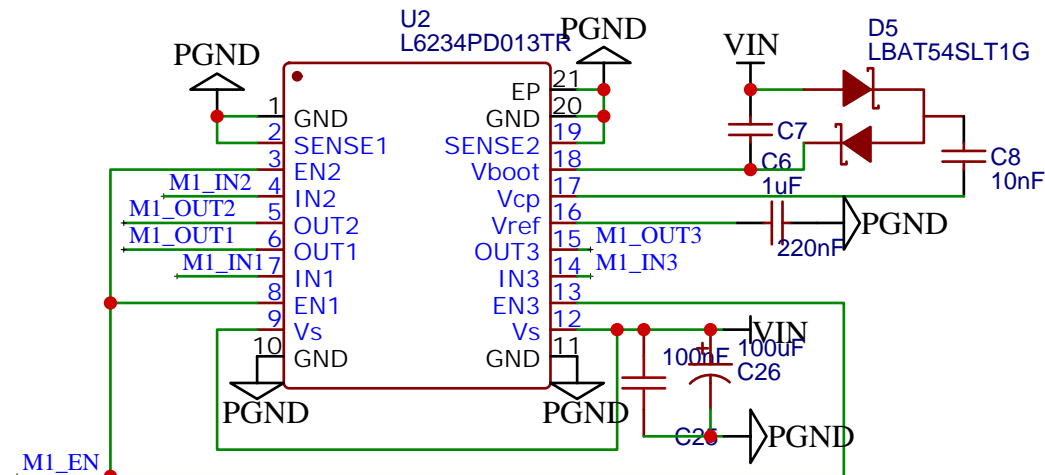 U2
L6234PD013TR
PGND
PGND
VIN
D5
LBAT54SLT1G
1 GND
2 SENSE1
3 EN2
M1_IN2 4 IN2
M1_OUT2 5 OUT2
M1_OUT1 6 OUT1
M1_IN1 7 IN1
8 EN1
9 Vs
10 GND
EP 21
GND 20
SENSE2 19
Vboot 18
Vcp 17
Vref 16
OUT3 15 M1_OUT3
IN3 14 M1_IN3
EN3 13
Vs 12
GND 11
C7
1uF
C6
220nF
PGND
C8
10nF
VIN
100nF
C25
100uF
C26
PGND
PGND
PGND
M1_EN